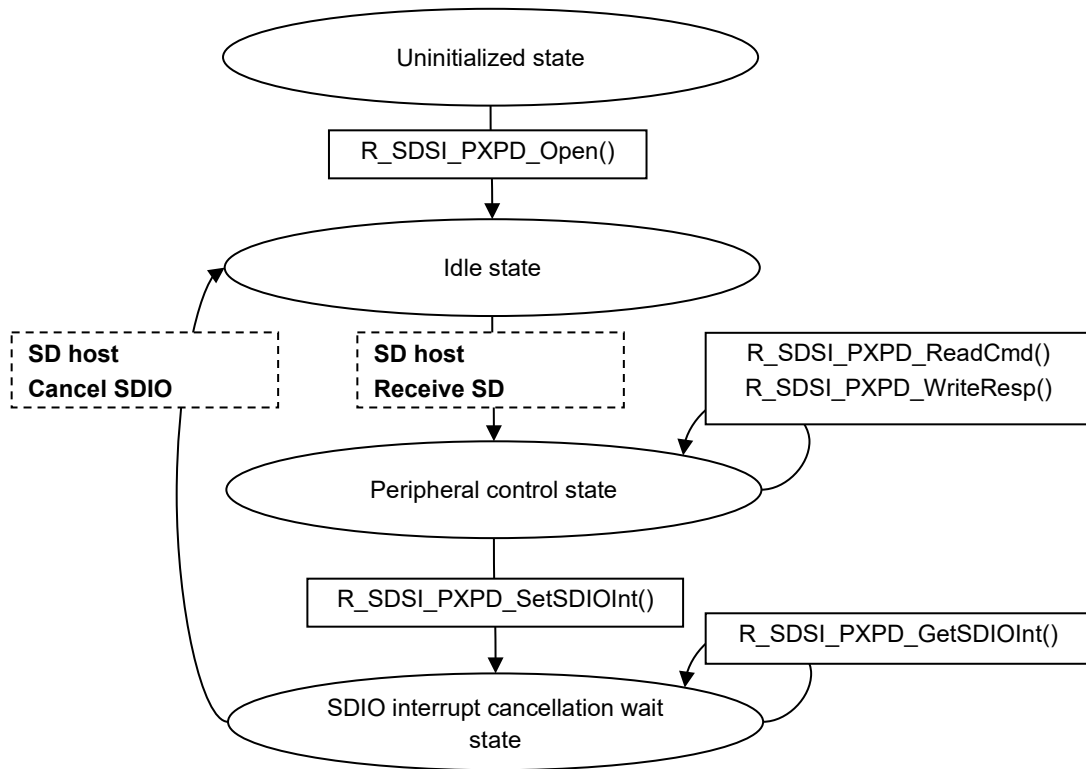 Uninitialized state
R_SDSI_PXPD_Open()
Idle state
SD host
Cancel SDIO
SD host
Receive SD
R_SDSI_PXPD_ReadCmd()
R_SDSI_PXPD_WriteResp()
Peripheral control state
R_SDSI_PXPD_SetSDIOInt()
R_SDSI_PXPD_GetSDIOInt()
SDIO interrupt cancellation wait
state